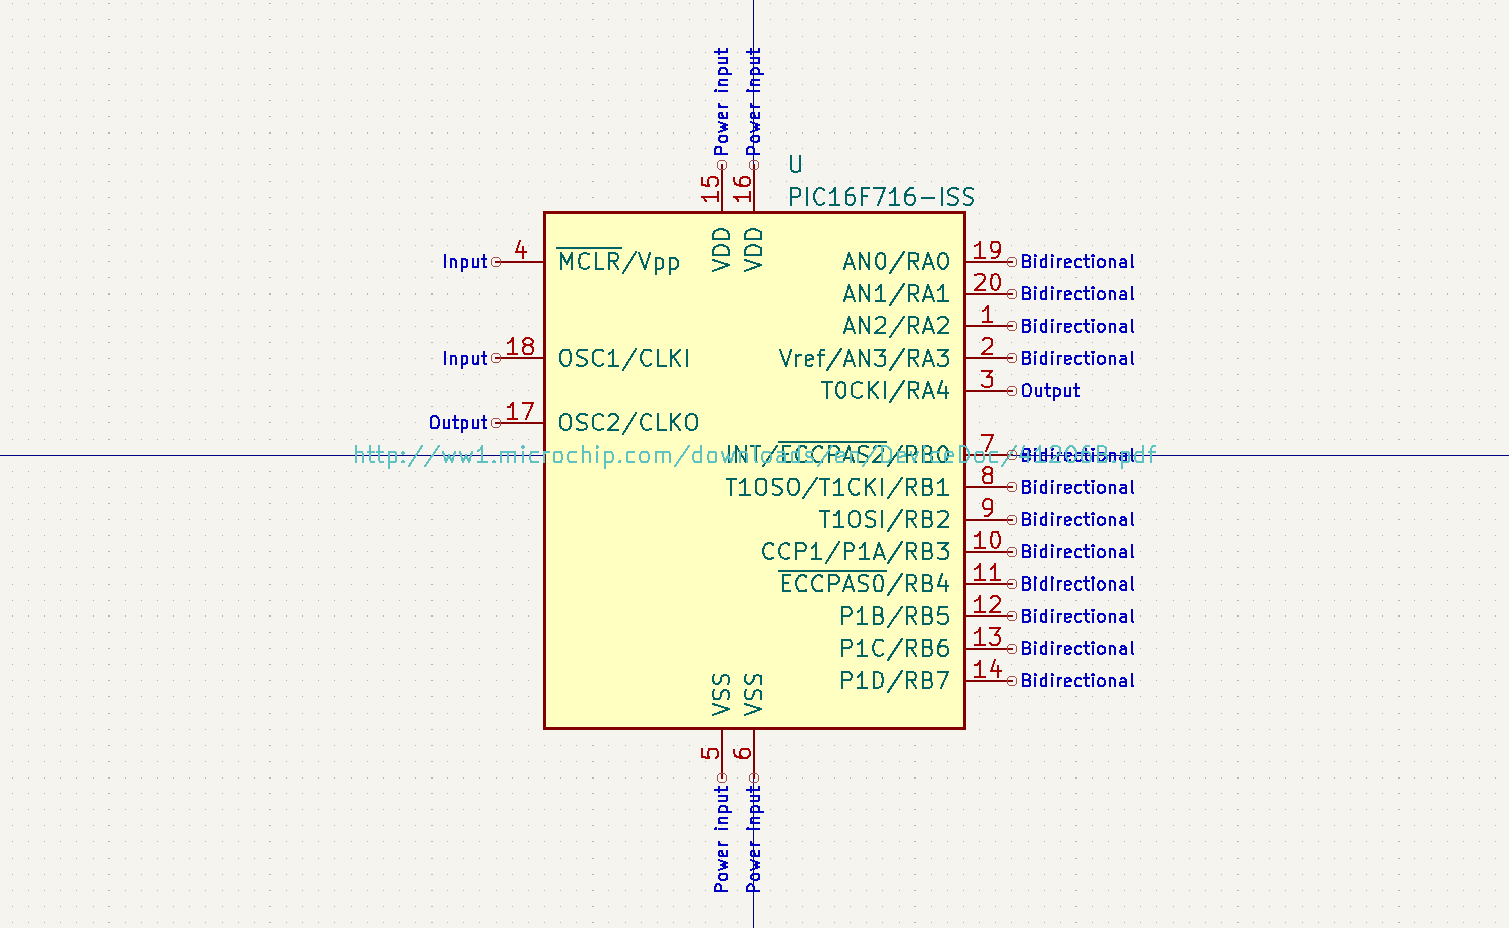 Power input
Power input
15
16
U
PIC16F716-ISS
VDD
VDD
Input 4 MCLR/Vpp
Input 18 OSC1/CLKI
Output 17 OSC2/CLKO
AN0/RA0 19 Bidirectional
AN1/RA1 20 Bidirectional
AN2/RA2 1 Bidirectional
Vref/AN3/RA3 2 Bidirectional
T0CKI/RA4 3 Output
INT/ECCPAS2/RB0 7 Bidirectional
http://ww1.microchip.com/downloads/en/DeviceDoc/41206B.pdf
T1OSO/T1CKI/RB1 8 Bidirectional
T1OSI/RB2 9 Bidirectional
CCP1/P1A/RB3 10 Bidirectional
ECCPAS0/RB4 11 Bidirectional
P1B/RB5 12 Bidirectional
P1C/RB6 13 Bidirectional
P1D/RB7 14 Bidirectional
VSS
VSS
5
6
Power input
Power input